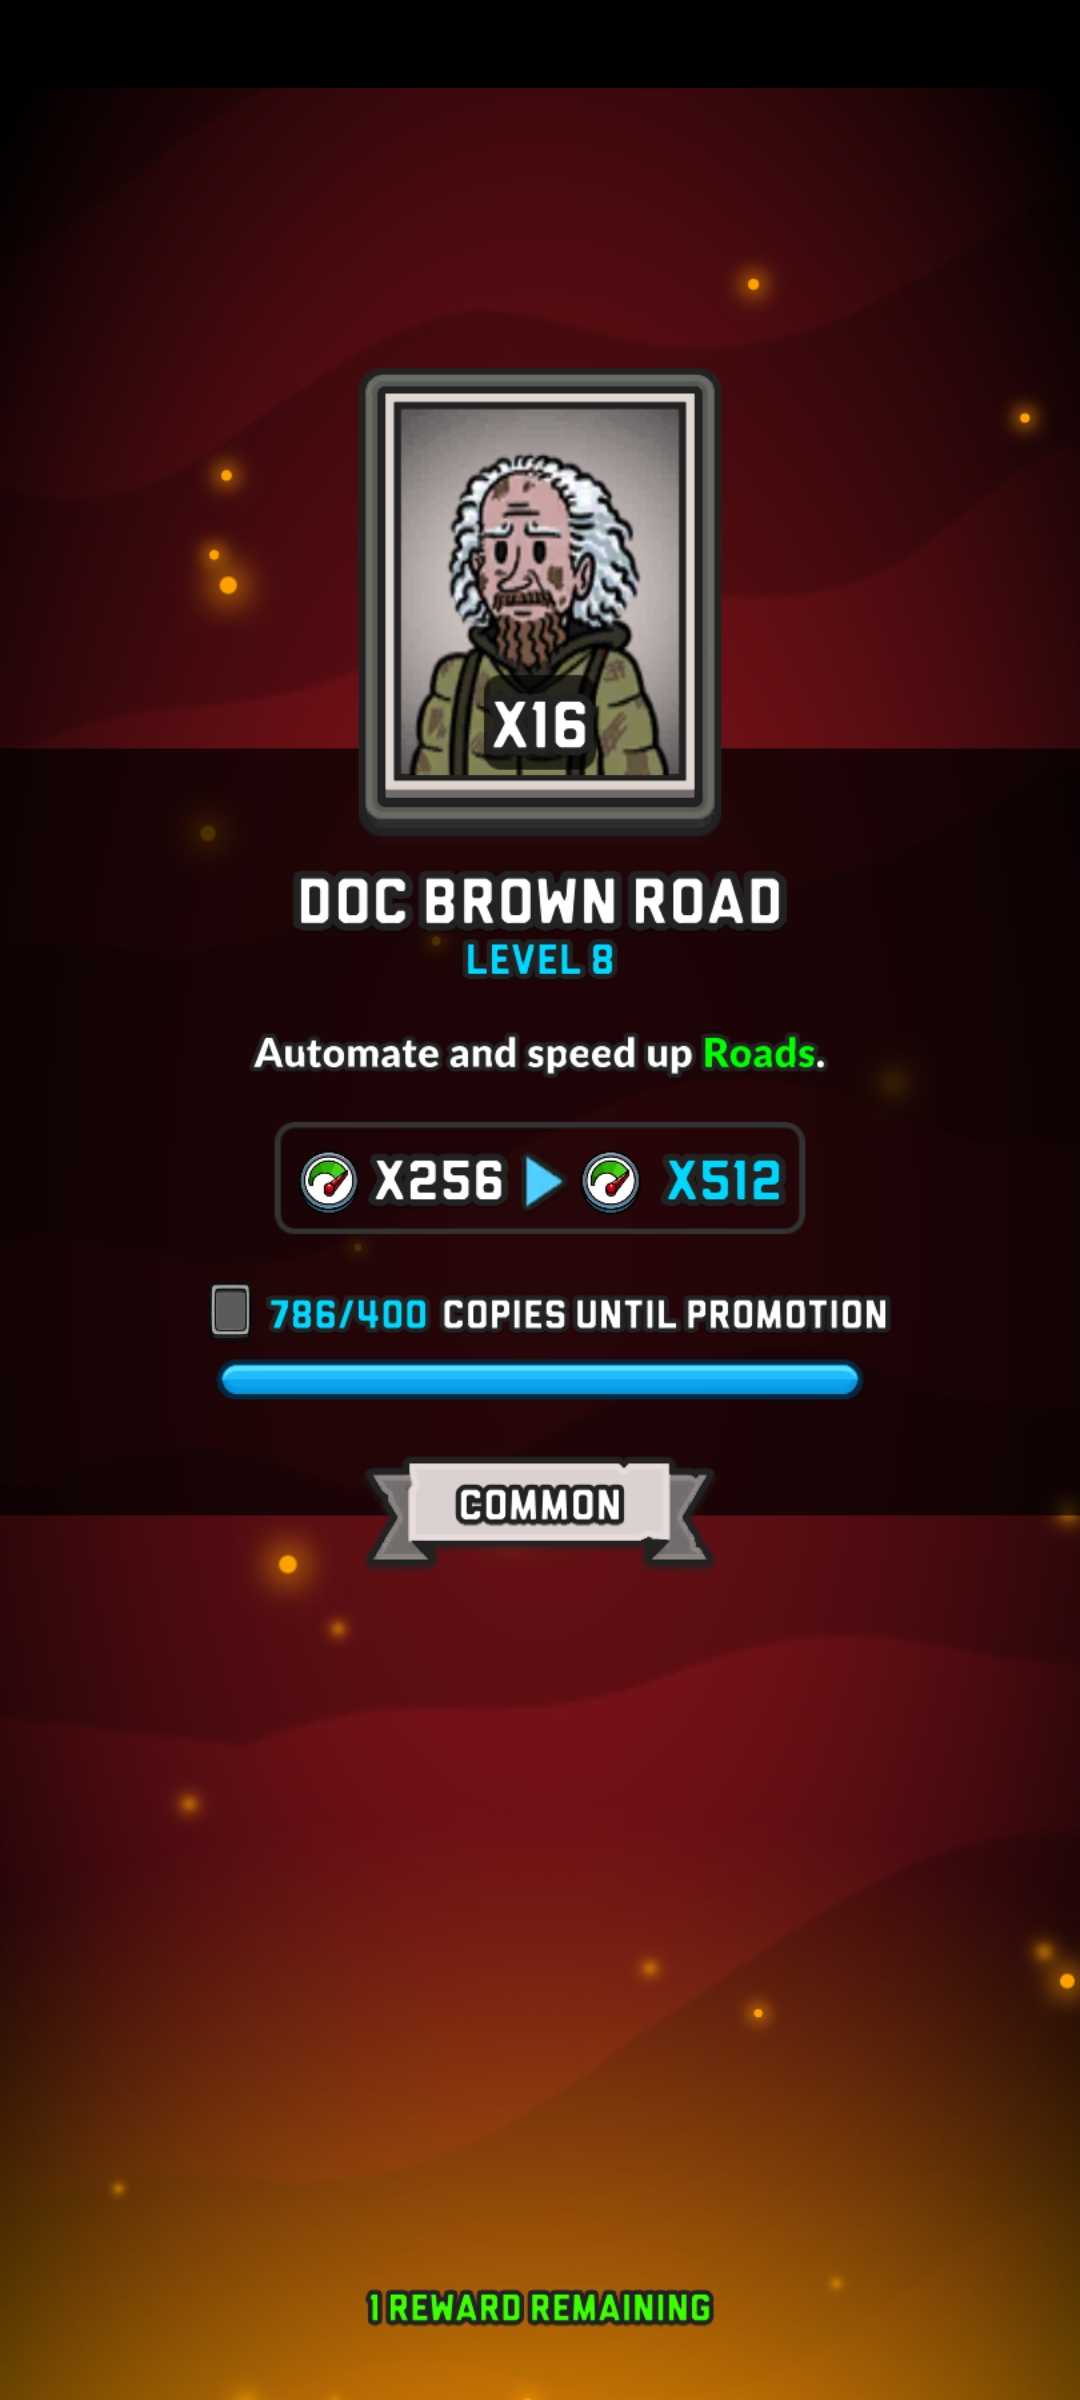 X16
DOC BROWN ROAD
LEVEL 8
Automate and speed up Roads.
X256 X512
786/400 COPIES UNTIL PROMOTION
COMMON
1 REWARD REMAINING